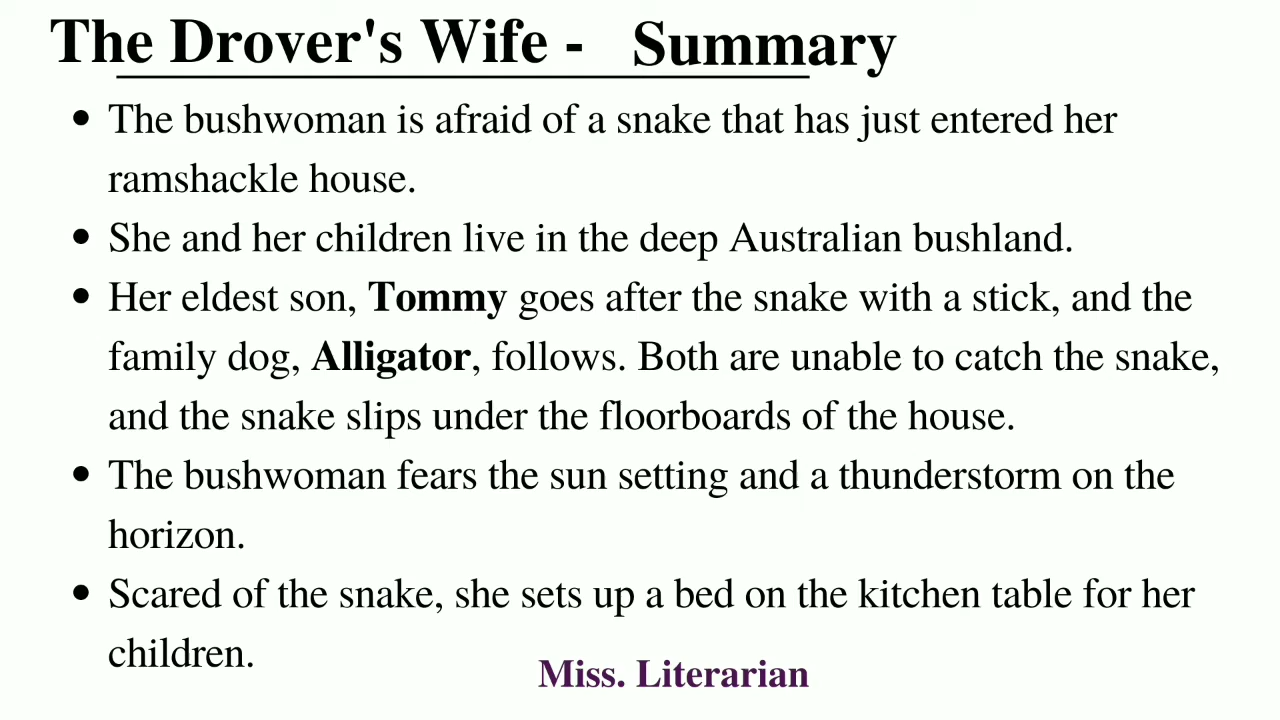 The Drover's Wife - Summary
• The bushwoman is afraid of a snake that has just entered her
ramshackle house.
• She and her children live in the deep Australian bushland.
• Her eldest son, Tommy goes after the snake with a stick, and the
family dog, Alligator, follows. Both are unable to catch the snake,
and the snake slips under the floorboards of the house.
• The bushwoman fears the sun setting and a thunderstorm on the
horizon.
• Scared of the snake, she sets up a bed on the kitchen table for her
children.
Miss. Literarian